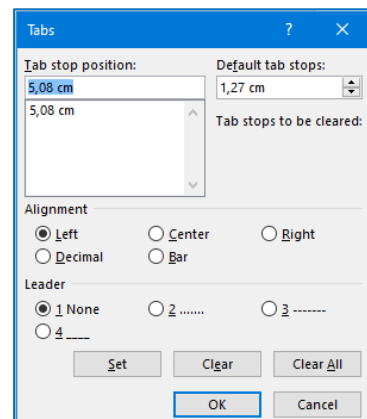 Tabs ? ×
Tab stop position: Default tab stops:
5,08 cm 1,27 cm
5,08 cm Tab stops to be cleared:
Alignment
Left Center Right
Decimal Bar
Leader
1 None 2 ....... 3 -------
4 ___
Set Clear Clear All
OK Cancel